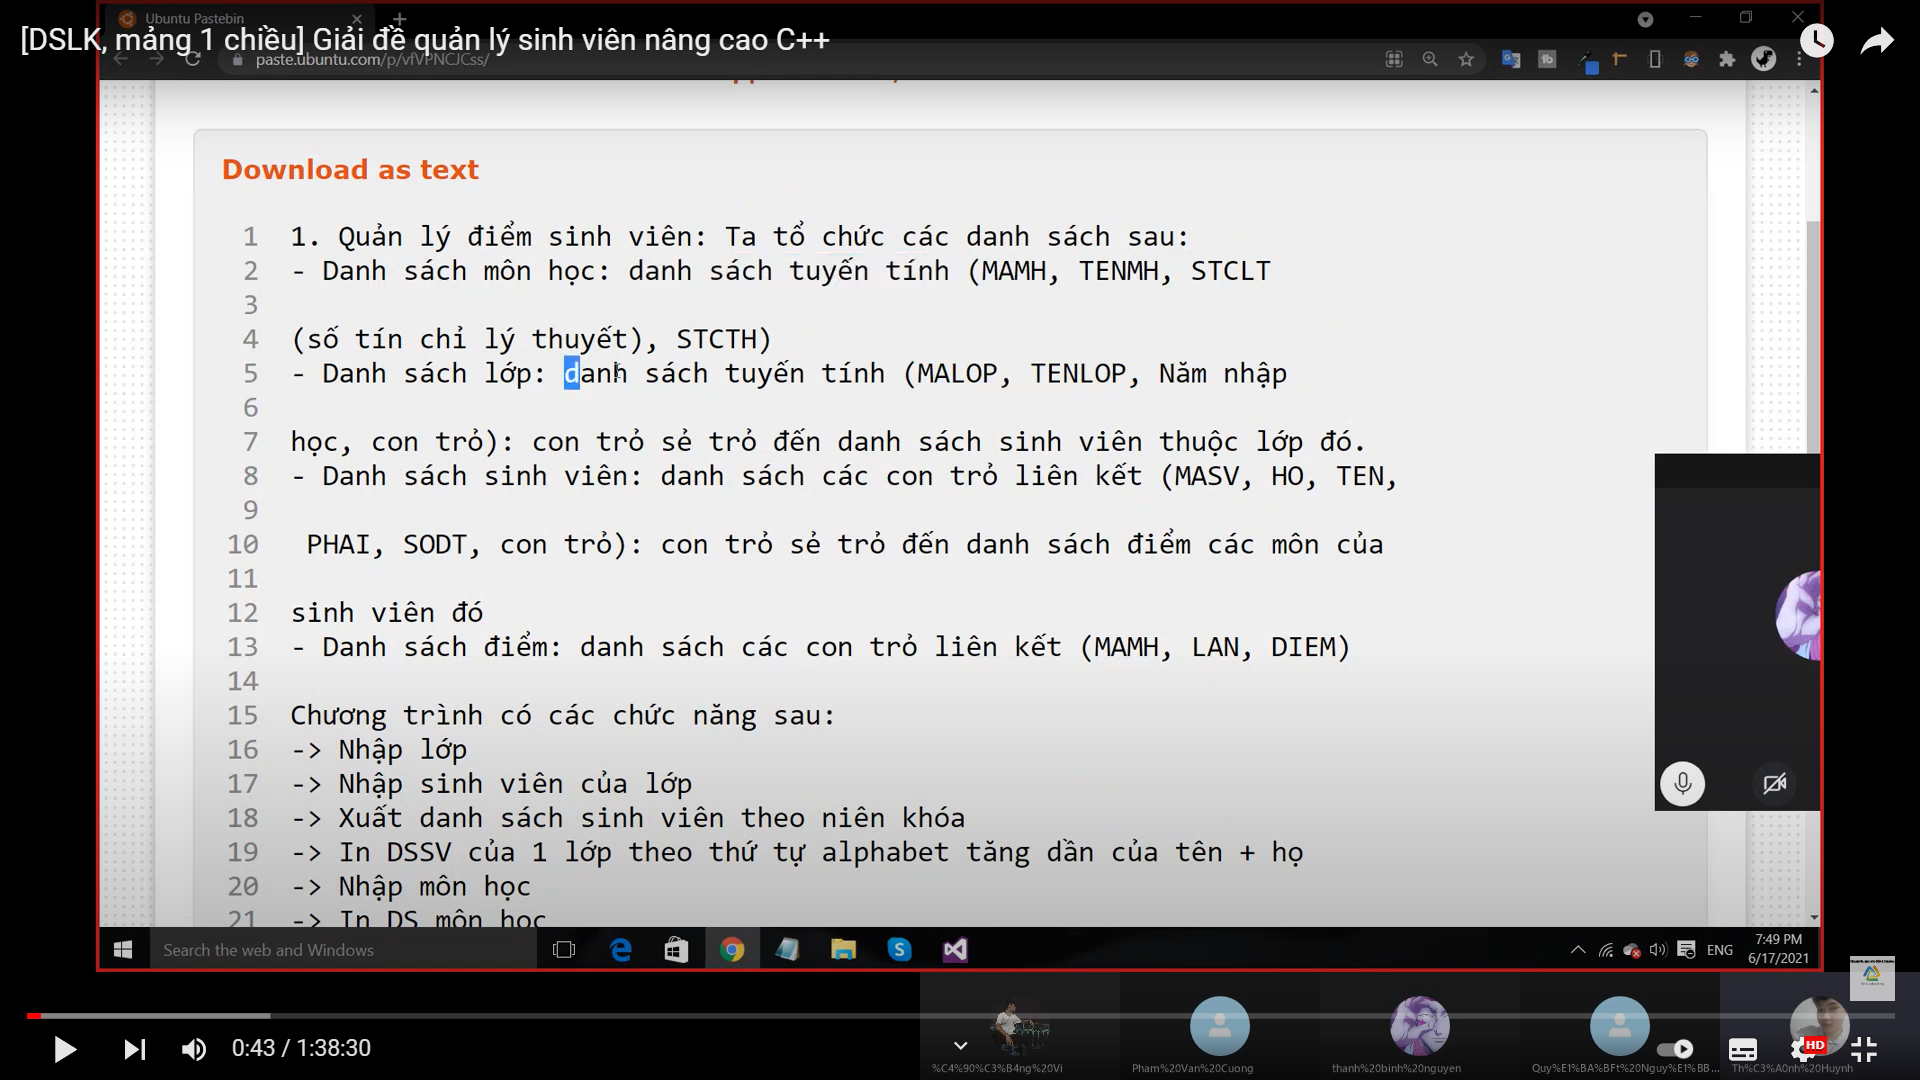 Ubuntu Pastebin
[DSLK, mảng 1 chiều] Giải đề quản lý sinh viên nâng cao C++
paste.ubuntu.com/p/vfVPNCJCss/
Download as text
1 1. Quản lý điểm sinh viên: Ta tổ chức các danh sách sau:
2 - Danh sách môn học: danh sách tuyến tính (MAMH, TENMH, STCLT
3
4 (số tín chỉ lý thuyết), STCTH)
5 - Danh sách lớp: danh sách tuyến tính (MALOP, TENLOP, Năm nhập
6
7 học, con trỏ): con trỏ sẻ trỏ đến danh sách sinh viên thuộc lớp đó.
8 - Danh sách sinh viên: danh sách các con trỏ liên kết (MASV, HO, TEN,
9
10 PHAI, SODT, con trỏ): con trỏ sẻ trỏ đến danh sách điểm các môn của
11
12 sinh viên đó
13 - Danh sách điểm: danh sách các con trỏ liên kết (MAMH, LAN, DIEM)
14
15 Chương trình có các chức năng sau:
16 -> Nhập lớp
17 -> Nhập sinh viên của lớp
18 -> Xuất danh sách sinh viên theo niên khóa
19 -> In DSSV của 1 lớp theo thứ tự alphabet tăng dần của tên + họ
20 -> Nhập môn học
21 -> In DS môn học
Search the web and Windows
ENG
7:49 PM
6/17/2021
0:43 / 1:38:30
HD
%C4%90%C3%B4ng%20Vi
Pham%20Van%20Cuong
thanh%20binh%20nguyen
Quy%E1%BA%BFt%20Nguy%E1%BB...
Th%C3%A0nh%20Huynh